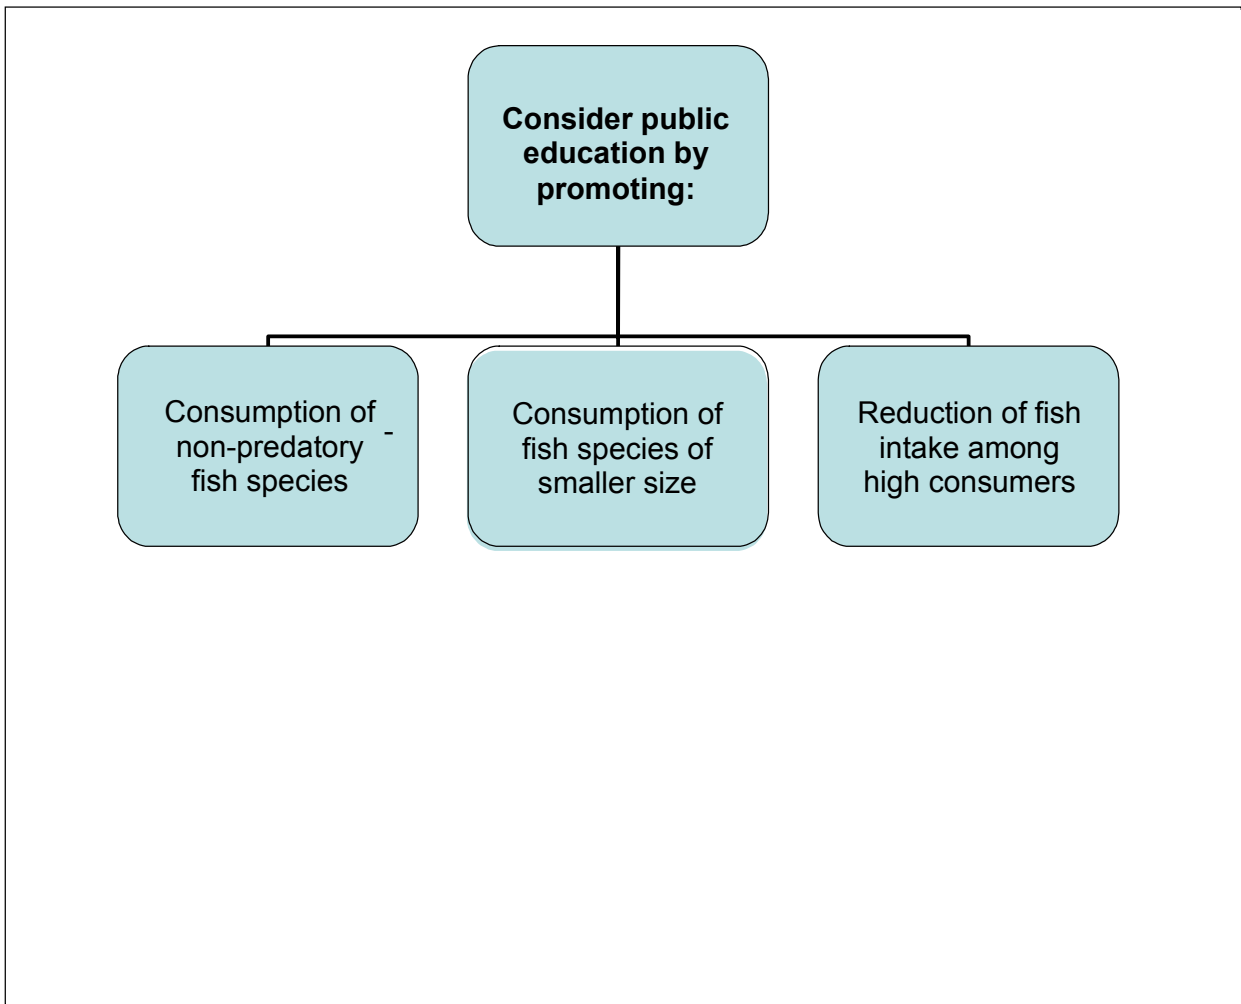 Consider public
education by
promoting:
Consumption of
non-predatory -
fish species
Consumption of
fish species of
smaller size
Reduction of fish
intake among
high consumers